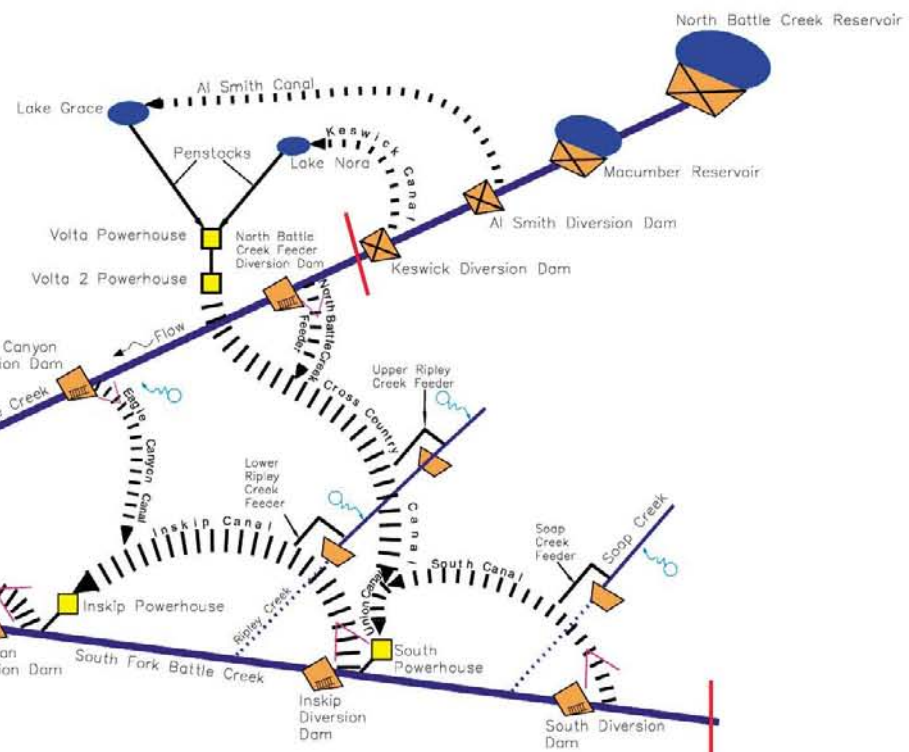 North Battle Creek Reservoir
Al Smith Canal
Lake Grace
Keswick Canal
Penstocks
Lake Nora
Macumber Reservoir
Al Smith Diversion Dam
Volta Powerhouse
North Battle
Creek Feeder
Diversion Dam
Keswick Diversion Dam
Volta 2 Powerhouse
North Battle Creek
Feeder
Flow
Canyon
ion Dam
Creek
Upper Ripley
Creek Feeder
Eagle Canyon Canal
Cross Country Canal
Lower
Ripley
Creek
Feeder
Inskip Canal
Soap
Creek
Feeder
Soap Creek
South Canal
Union Canal
Inskip Powerhouse
Ripley Creek
South
Powerhouse
an
ion Dam
South Fork Battle Creek
Inskip
Diversion
Dam
South Diversion
Dam